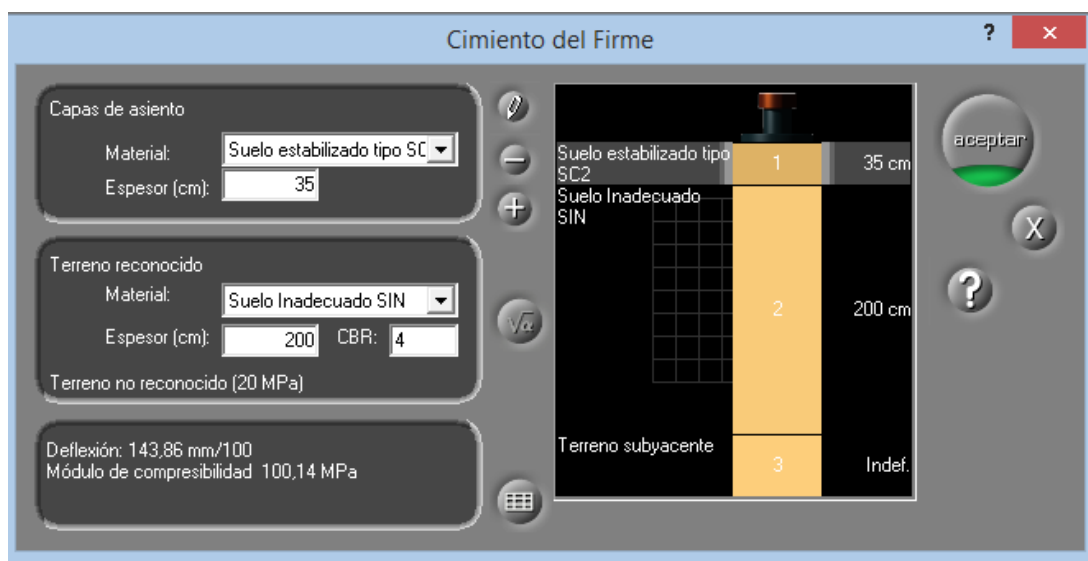 Cimiento del Firme
?
×
Capas de asiento
Material:
Suelo estabilizado tipo SC
Espesor (cm):
35
Terreno reconocido
Material:
Suelo Inadecuado SIN
Espesor (cm):
200
CBR:
4
Terreno no reconocido (20 MPa)
Deflexión: 143,86 mm/100
Módulo de compresibilidad 100,14 MPa
√α
Suelo estabilizado tipo
SC2
1
35 cm
Suelo Inadecuado
SIN
2
200 cm
Terreno subyacente
3
Indef.
aceptar
X
?